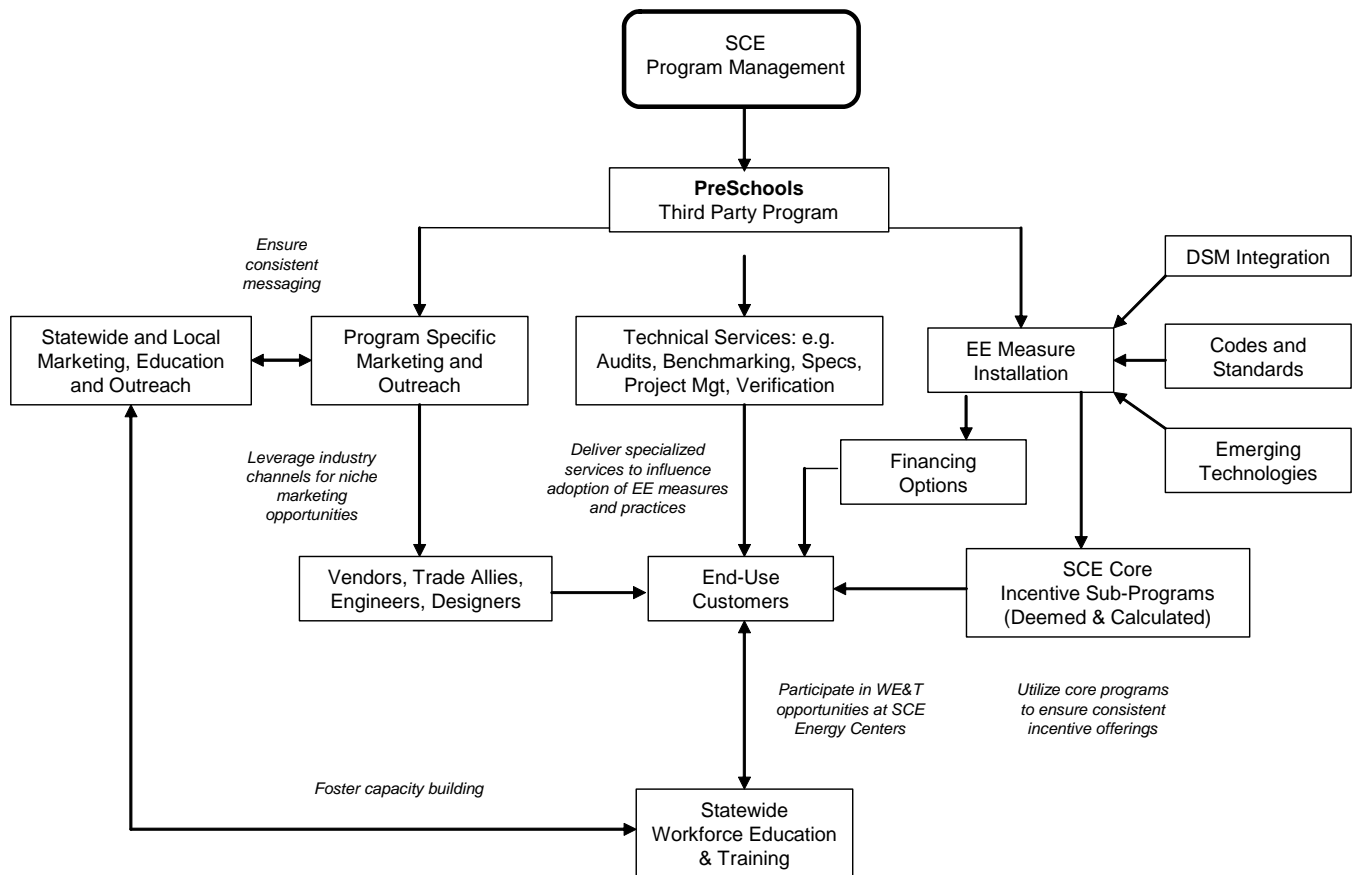 SCE
Program Management
PreSchools
Third Party Program
Ensure
consistent
messaging
DSM Integration
Statewide and Local
Marketing, Education
and Outreach
Program Specific
Marketing and
Outreach
Technical Services: e.g.
Audits, Benchmarking, Specs,
Project Mgt, Verification
EE Measure
Installation
Codes and
Standards
Leverage industry
channels for niche
marketing
opportunities
Deliver specialized
services to influence
adoption of EE measures
and practices
Financing
Options
Emerging
Technologies
Vendors, Trade Allies,
Engineers, Designers
End-Use
Customers
SCE Core
Incentive Sub-Programs
(Deemed & Calculated)
Participate in WE&T
opportunities at SCE
Energy Centers
Utilize core programs
to ensure consistent
incentive offerings
Foster capacity building
Statewide
Workforce Education
& Training